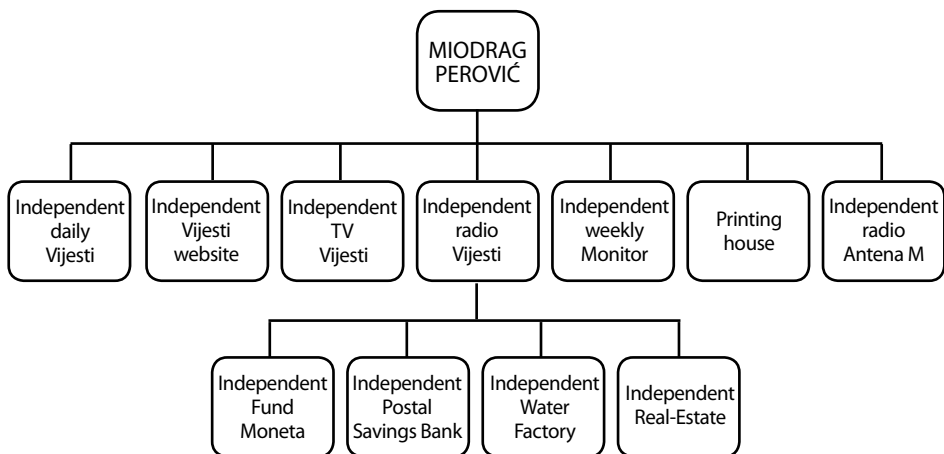 MIODRAG
PEROVIĆ
Independent
daily
Vijesti
Independent
Vijesti
website
Independent
TV
Vijesti
Independent
radio
Vijesti
Independent
weekly
Monitor
Printing
house
Independent
radio
Antena M
Independent
Fund
Moneta
Independent
Postal
Savings Bank
Independent
Water
Factory
Independent
Real-Estate